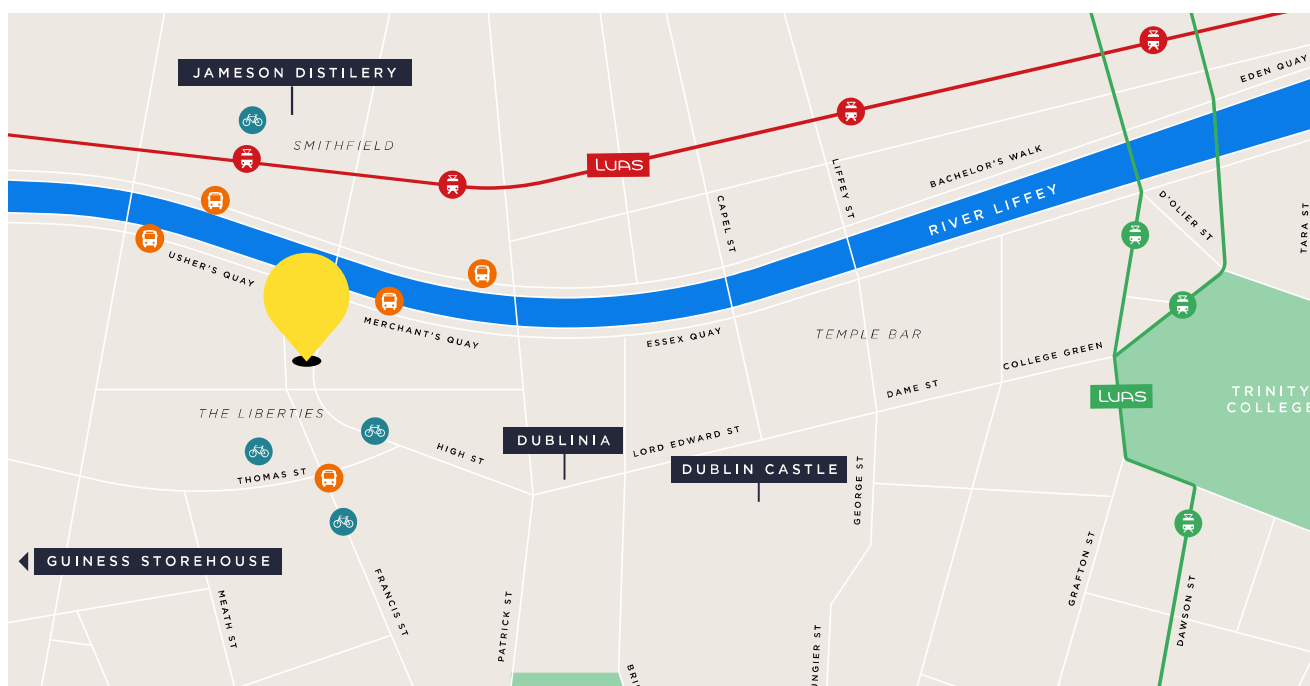 JAMESON DISTILERY
EDEN QUAY
SMITHFIELD
LUAS
BACHELOR'S WALK
LIFFEY ST
CAPEL ST
RIVER LIFFEY
D'OLIER ST
TARA ST
USHER'S QUAY
MERCHANT'S QUAY
ESSEX QUAY
TEMPLE BAR
COLLEGE GREEN
DAME ST
LUAS
TRINITY
COLLEGE
THE LIBERTIES
HIGH ST
DUBLINIA
LORD EDWARD ST
DUBLIN CASTLE
THOMAS ST
GEORGE ST
GUINESS STOREHOUSE
MEATH ST
FRANCIS ST
PATRICK ST
BRI
UNGIER ST
GRAFTON ST
DAWSON ST